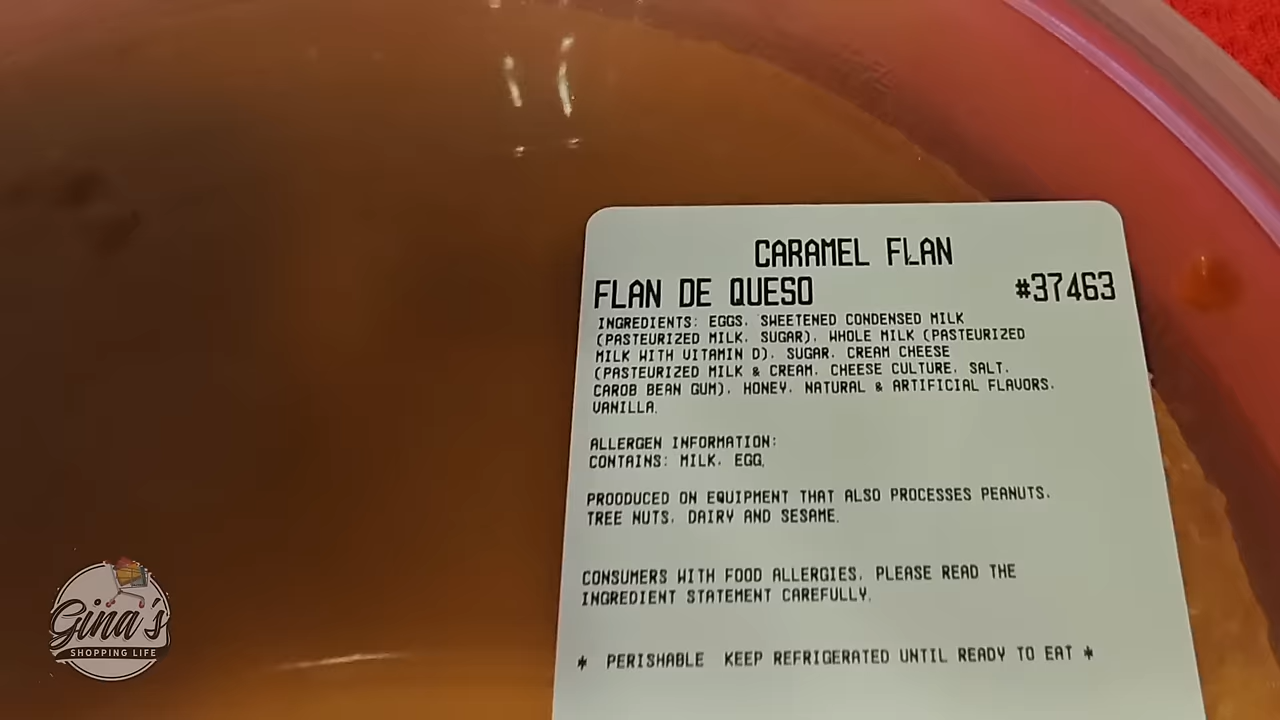 CARAMEL FLAN
FLAN DE QUESO #37463
INGREDIENTS: EGGS, SWEETENED CONDENSED MILK
(PASTEURIZED MILK, SUGAR), WHOLE MILK (PASTEURIZED
MILK WITH VITAMIN D), SUGAR, CREAM CHEESE
(PASTEURIZED MILK & CREAM, CHEESE CULTURE, SALT,
CAROB BEAN GUM), HONEY, NATURAL & ARTIFICIAL FLAVORS,
VANILLA.
ALLERGEN INFORMATION:
CONTAINS: MILK, EGG.
PROODUCED ON EQUIPMENT THAT ALSO PROCESSES PEANUTS,
TREE NUTS, DAIRY AND SESAME.
CONSUMERS WITH FOOD ALLERGIES, PLEASE READ THE
INGREDIENT STATEMENT CAREFULLY.
* PERISHABLE KEEP REFRIGERATED UNTIL READY TO EAT *
Gina's
SHOPPING LIFE